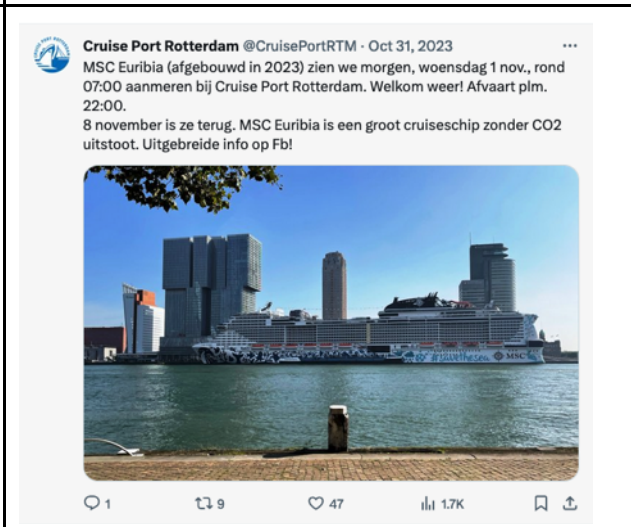 Cruise Port Rotterdam @CruisePortRTM · Oct 31, 2023
MSC Euribia (afgebouwd in 2023) zien we morgen, woensdag 1 nov., rond
07:00 aanmeren bij Cruise Port Rotterdam. Welkom weer! Afvaart plm.
22:00.
8 november is ze terug. MSC Euribia is een groot cruiseschip zonder CO2
uitstoot. Uitgebreide info op Fb!
#savethesea MSC
1 9 47 1.7K